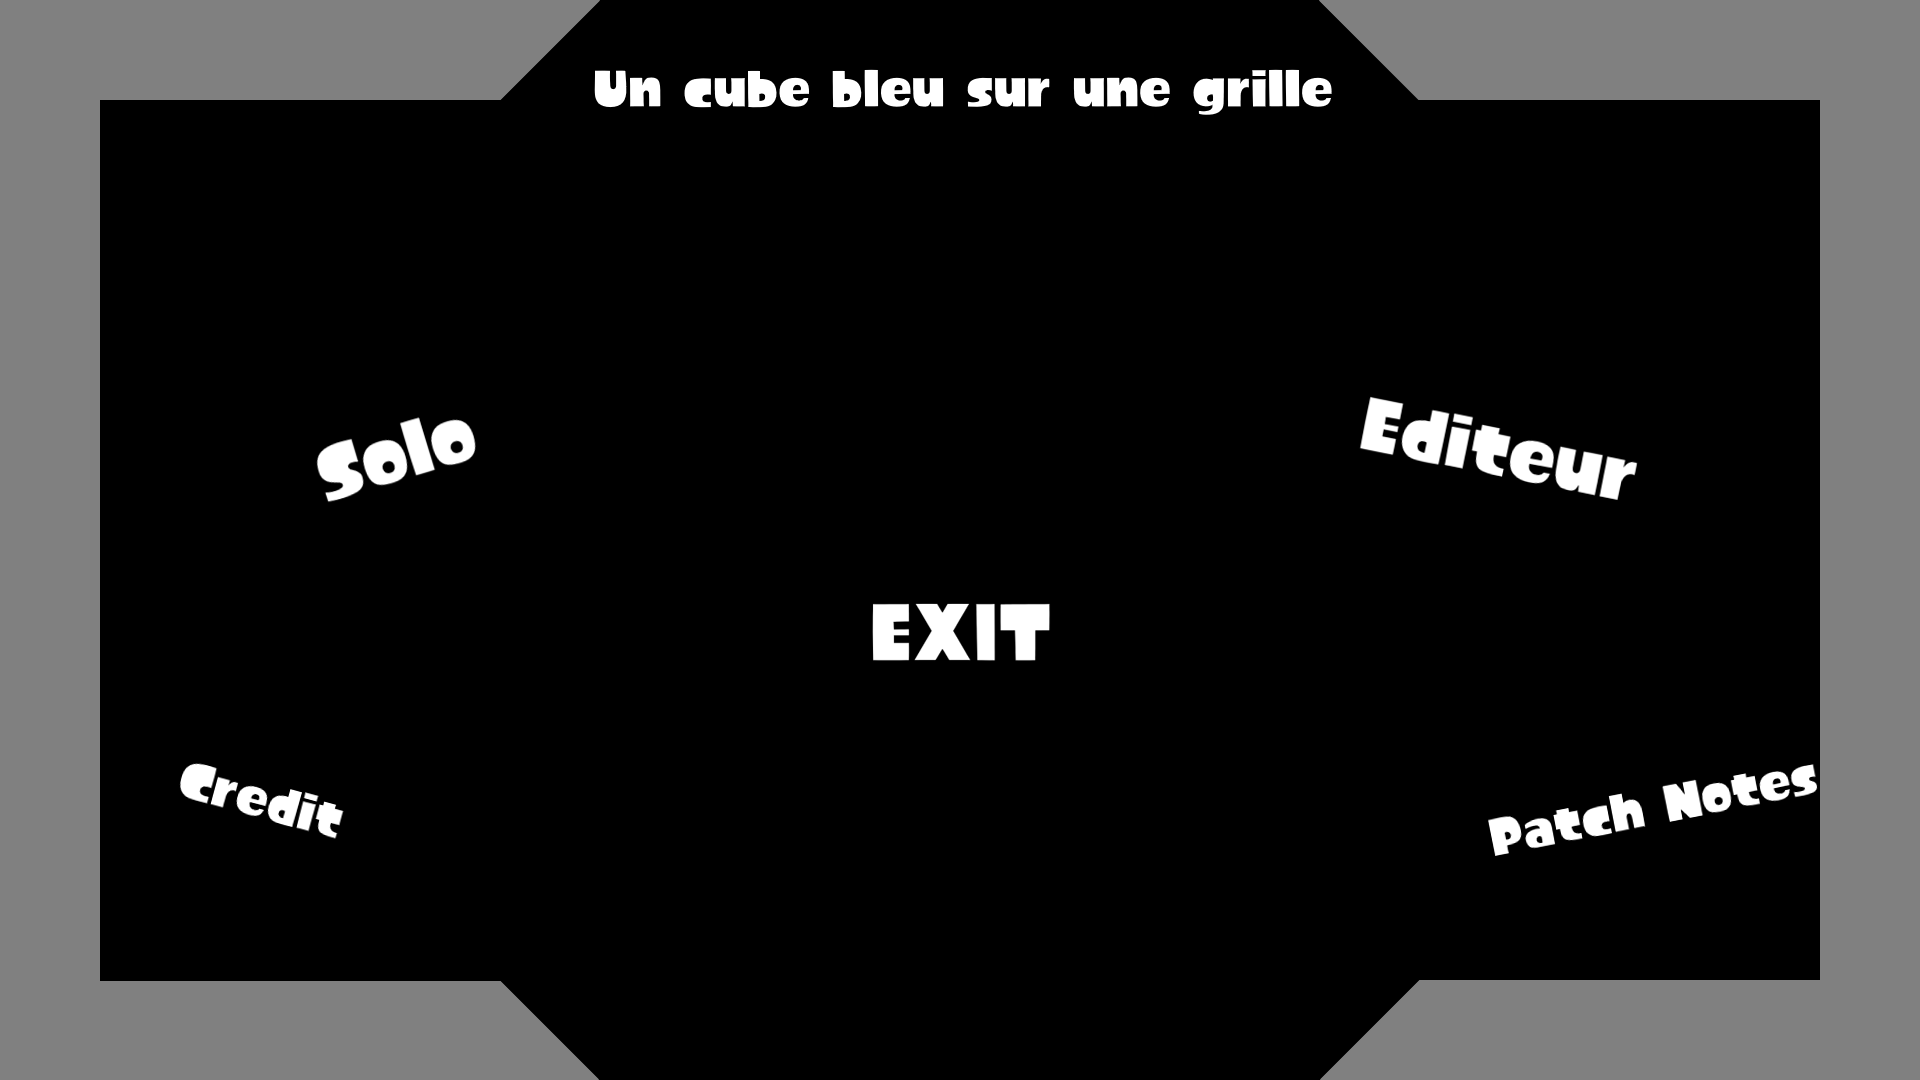 Un cube bleu sur une grille
Solo
Editeur
EXIT
Credit
Patch Notes